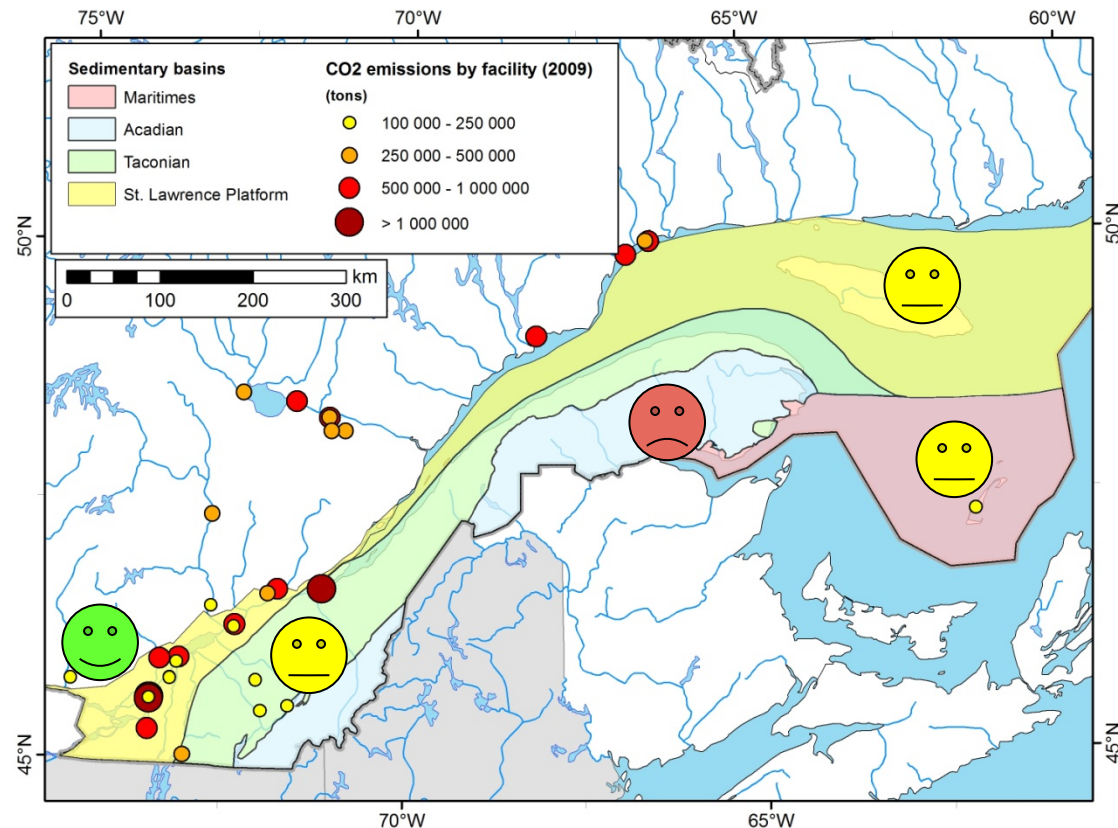 75°W 70°W 65°W 60°W
Sedimentary basins
Maritimes
Acadian
Taconian
St. Lawrence Platform
CO2 emissions by facility (2009)
(tons)
100 000 - 250 000
250 000 - 500 000
500 000 - 1 000 000
> 1 000 000
50°N
50°N
km
0 100 200 300
45°N
45°N
70°W 65°W